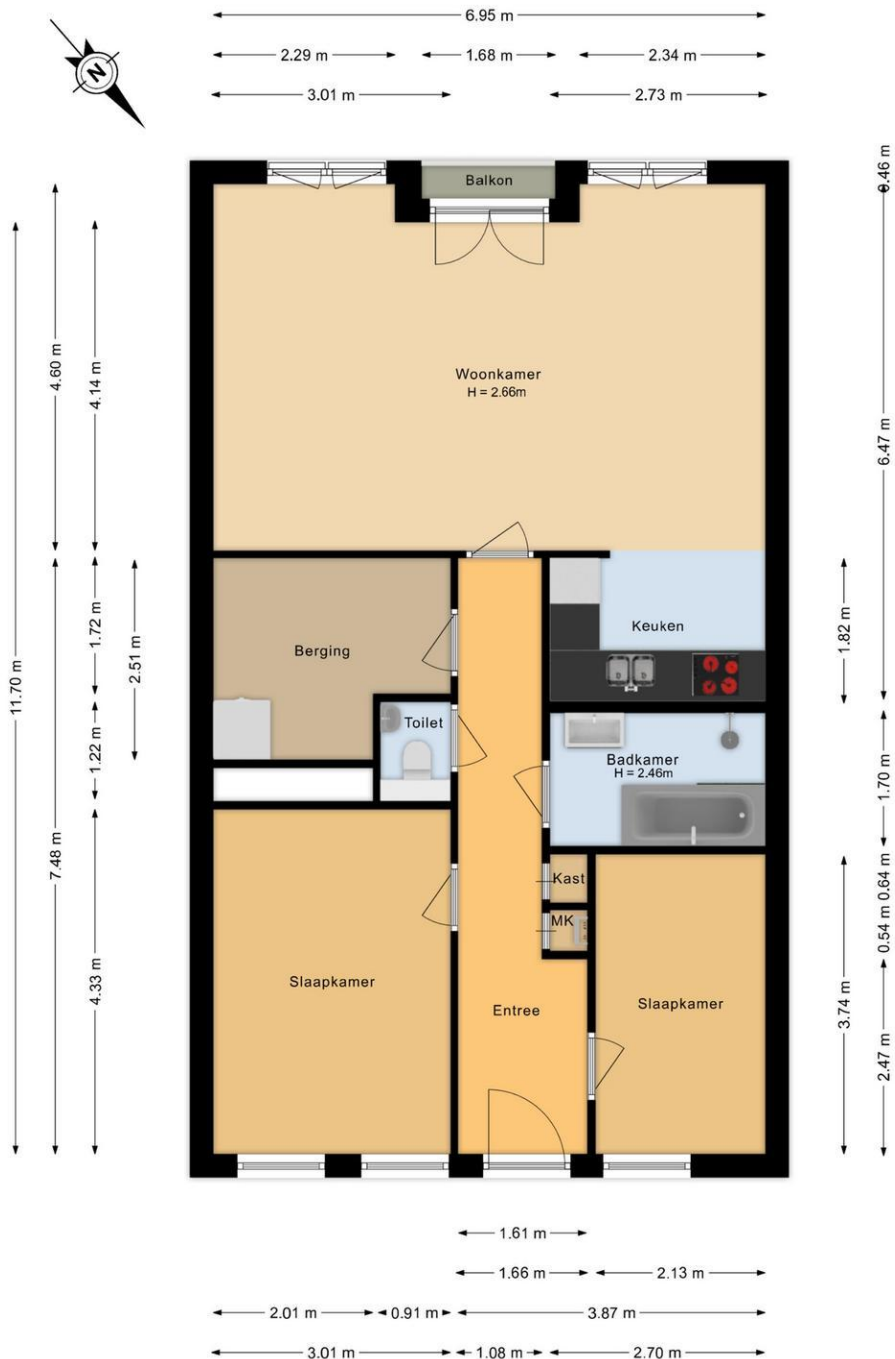 6.95 m
2.29 m
1.68 m
2.34 m
3.01 m
2.73 m
N
0.46 m
Balkon
4.60 m
4.14 m
11.70 m
Woonkamer
H = 2.66m
6.47 m
1.72 m
2.51 m
Berging
Keuken
1.82 m
Toilet
1.22 m
Badkamer
H = 2.46m
1.70 m
7.48 m
Kast
0.64 m
MK
0.54 m
4.33 m
Slaapkamer
Entree
Slaapkamer
3.74 m
2.47 m
1.61 m
1.66 m
2.13 m
2.01 m
0.91 m
3.87 m
3.01 m
1.08 m
2.70 m